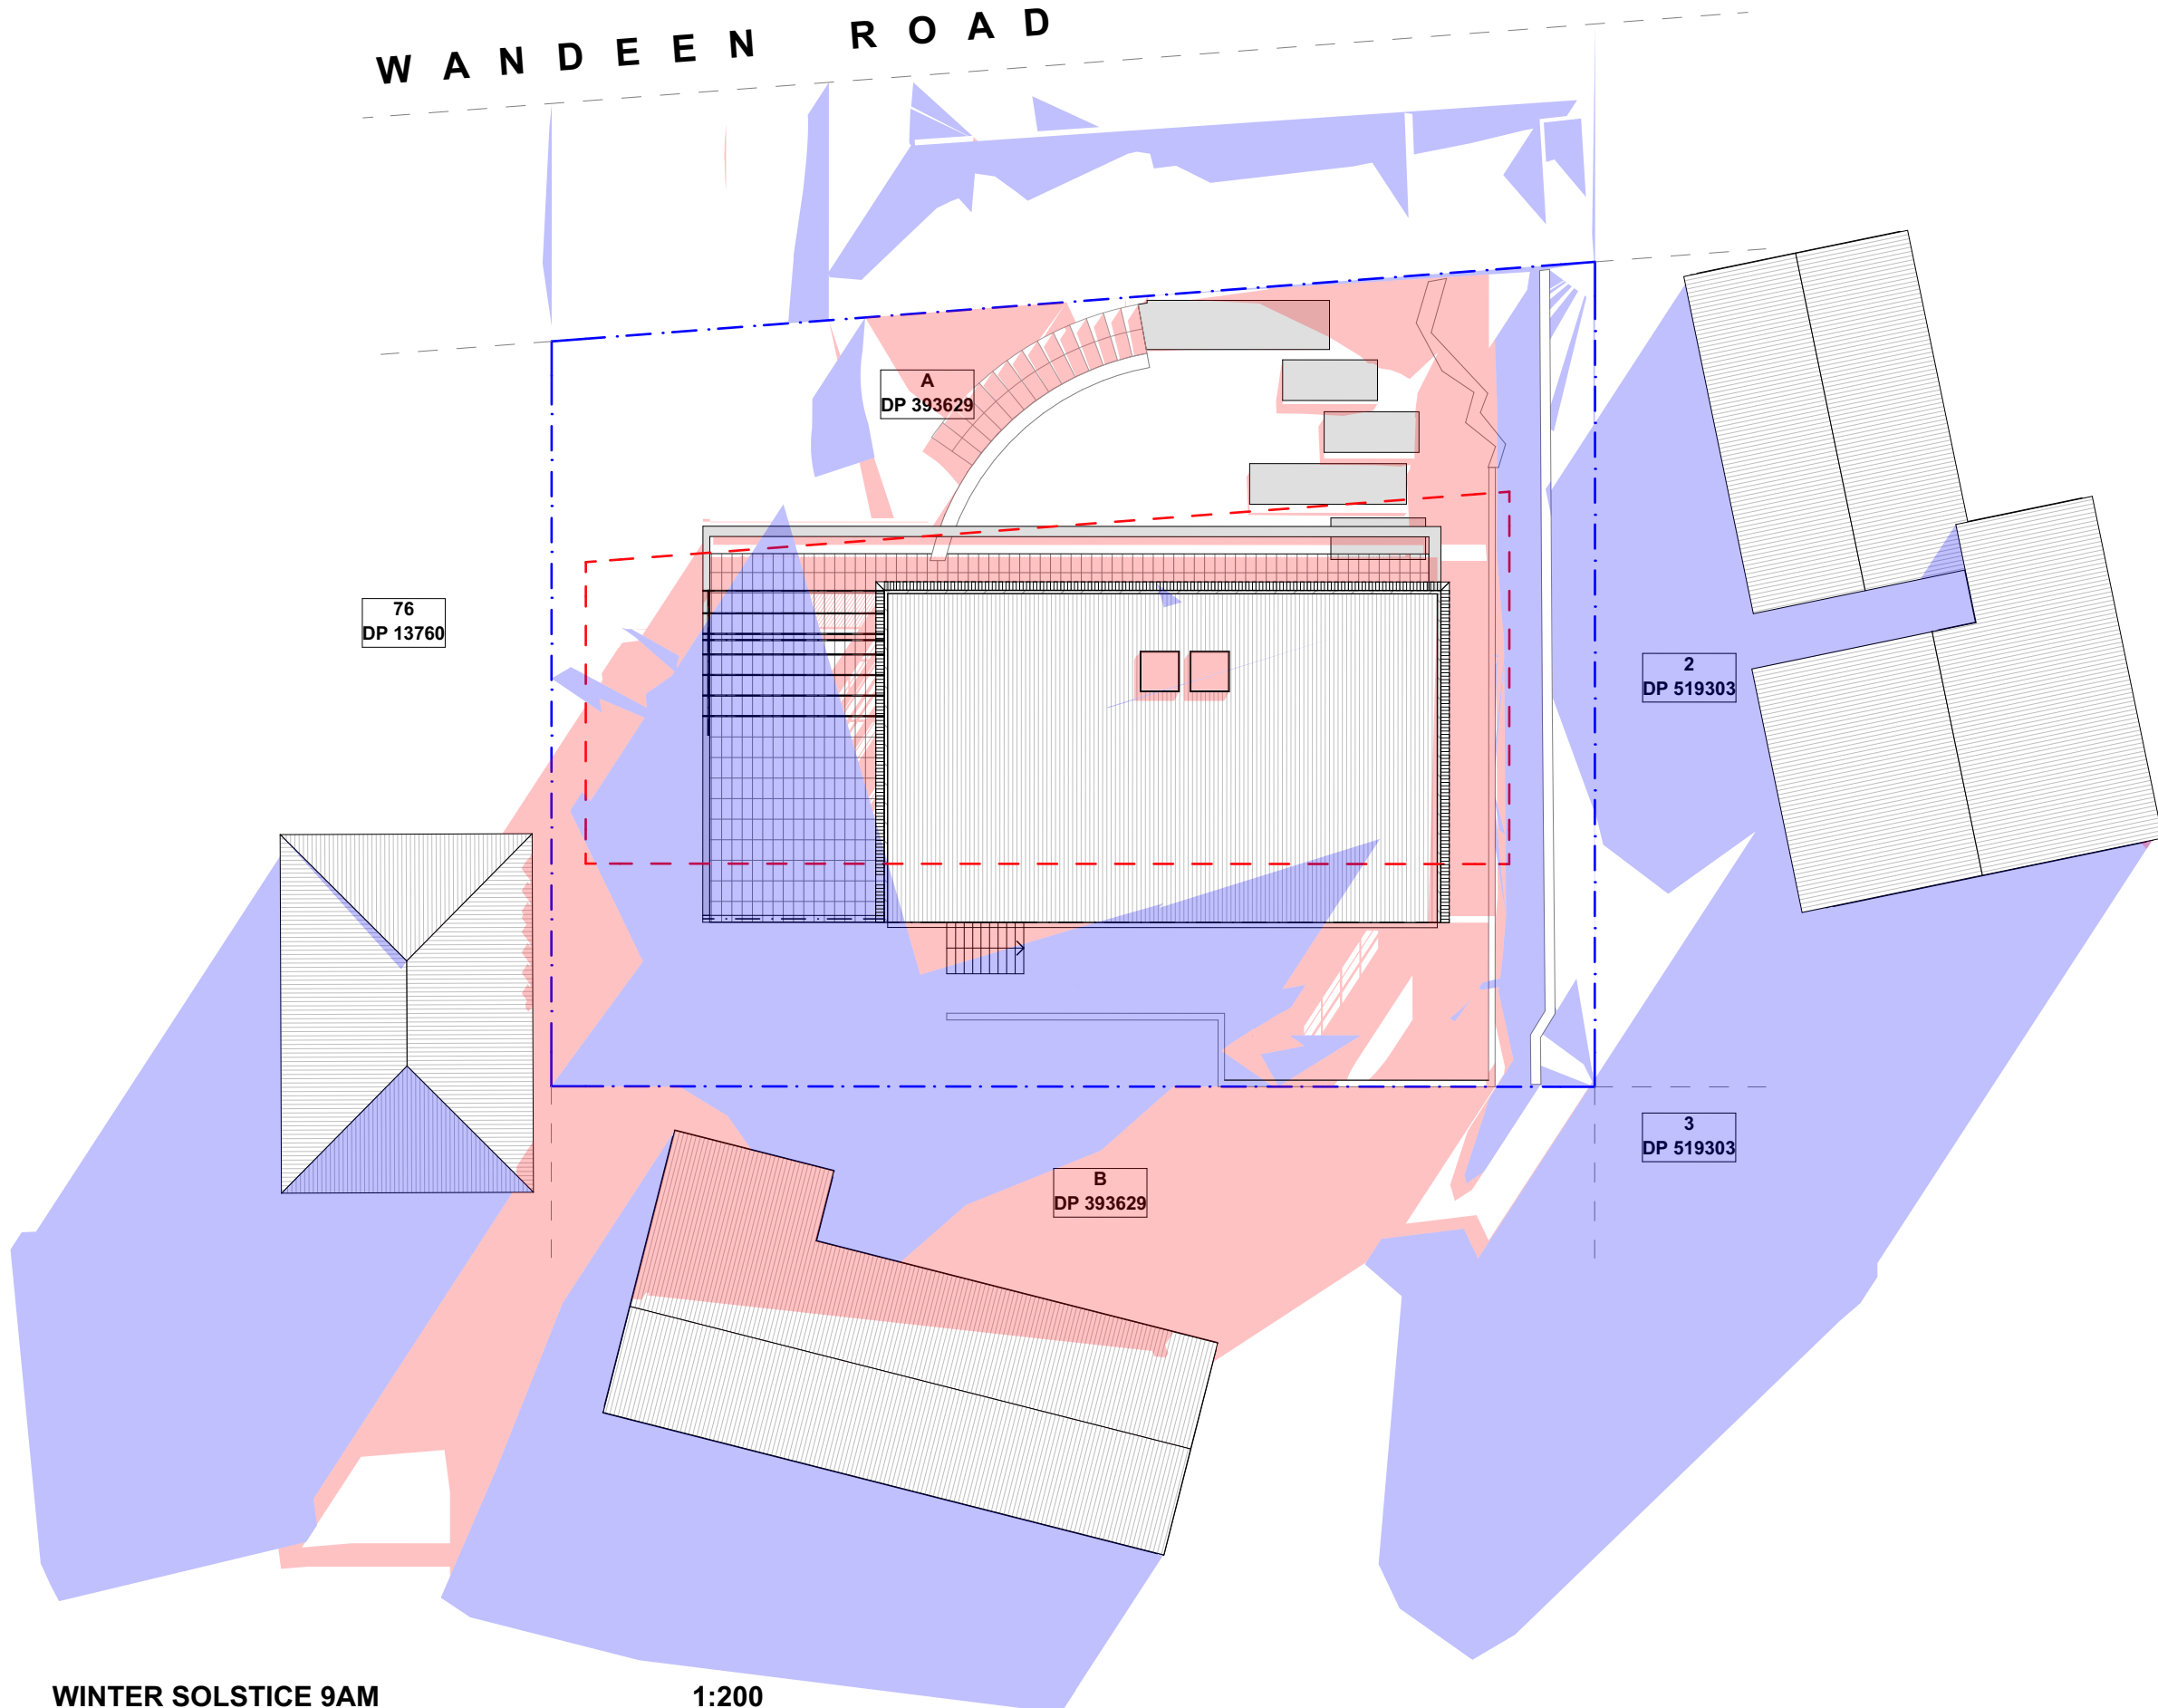 WANDEEN ROAD
A
DP 393629
76
DP 13760
2
DP 519303
3
DP 519303
B
DP 393629
WINTER SOLSTICE 9AM
1:200